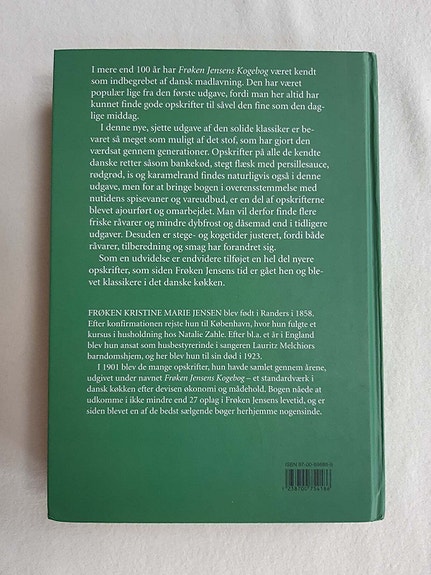 I mere end 100 år har Frøken Jensens Kogebog været kendt
som indbegrebet af dansk madlavning. Den har været
populær lige fra den første udgave, fordi man her altid har
kunnet finde gode opskrifter til såvel den fine som den dag-
lige middag.
I denne nye, sjette udgave af den solide klassiker er be-
varet så meget som muligt af det stof, som har gjort den
værdsat gennem generationer. Opskrifter på alle de kendte
danske retter såsom bankekød, stegt flæsk med persillesauce,
rødgrød, is og karamelrand findes naturligvis også i denne
udgave, men for at bringe bogen i overensstemmelse med
nutidens spisevaner og vareudbud, er en del af opskrifterne
blevet ajourført og omarbejdet. Man vil derfor finde flere
friske råvarer og mindre dybfrost og dåsemad end i tidligere
udgaver. Desuden er stege- og kogetider justeret, fordi både
råvarer, tilberedning og smag har forandret sig.
Som en udvidelse er endvidere tilføjet en hel del nyere
opskrifter, som siden Frøken Jensens tid er gået hen og ble-
vet klassikere i det danske køkken.
FRØKEN KRISTINE MARIE JENSEN blev født i Randers i 1858.
Efter konfirmationen rejste hun til København, hvor hun fulgte et
kursus i husholdning hos Natalie Zahle. Efter bl.a. et år i England
blev hun ansat som husbestyrerinde i sangeren Lauritz Melchiors
barndomshjem, og her blev hun til sin død i 1923.
I 1901 blev de mange opskrifter, hun havde samlet gennem årene,
udgivet under navnet Frøken Jensens Kogebog – et standardværk i
dansk køkken efter devisen økonomi og mådehold. Bogen nåede at
udkomme i ikke mindre end 27 oplag i Frøken Jensens levetid, og er
siden blevet en af de bedst sælgende bøger herhjemme nogensinde.